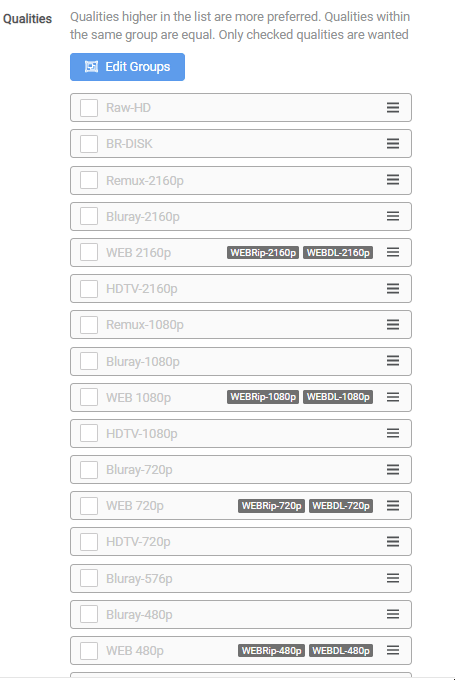 Qualities
Qualities higher in the list are more preferred. Qualities within
the same group are equal. Only checked qualities are wanted
Edit Groups
Raw-HD
BR-DISK
Remux-2160p
Bluray-2160p
WEB 2160p WEBRip-2160p WEBDL-2160p
HDTV-2160p
Remux-1080p
Bluray-1080p
WEB 1080p WEBRip-1080p WEBDL-1080p
HDTV-1080p
Bluray-720p
WEB 720p WEBRip-720p WEBDL-720p
HDTV-720p
Bluray-576p
Bluray-480p
WEB 480p WEBRip-480p WEBDL-480p